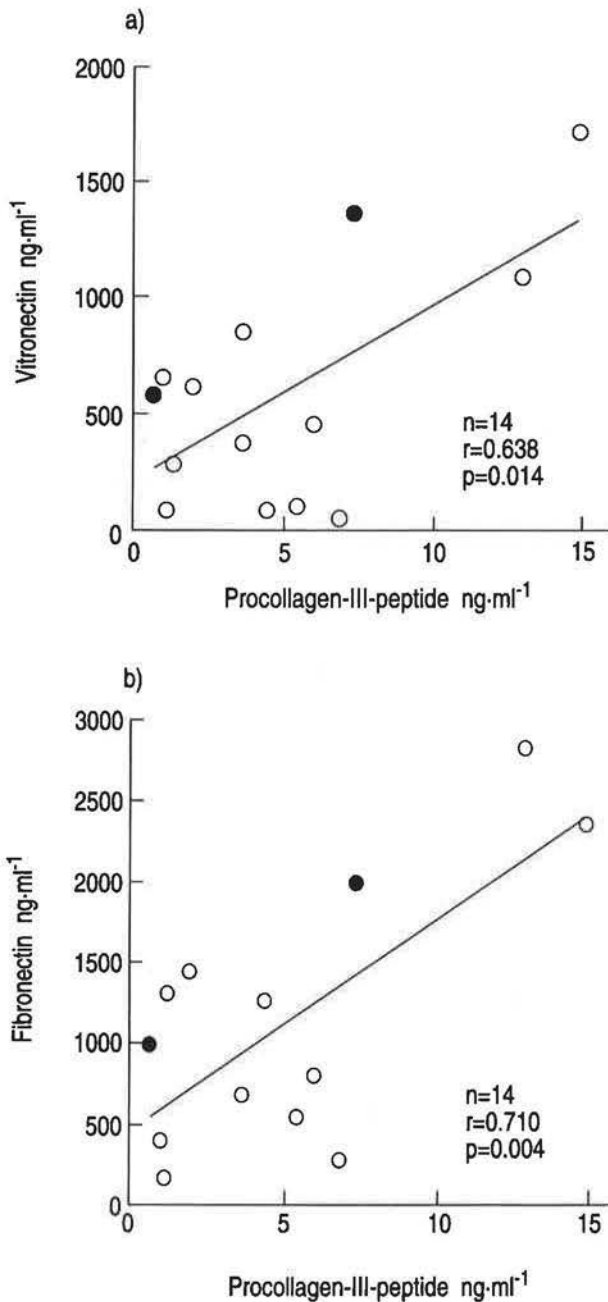 a)
2000
1500
1000
500
0
Vitronectin ng·ml⁻¹
n=14
r=0.638
p=0.014
0 5 10 15
Procollagen-III-peptide ng·ml⁻¹
b)
3000
2500
2000
1500
1000
500
0
Fibronectin ng·ml⁻¹
n=14
r=0.710
p=0.004
0 5 10 15
Procollagen-III-peptide ng·ml⁻¹